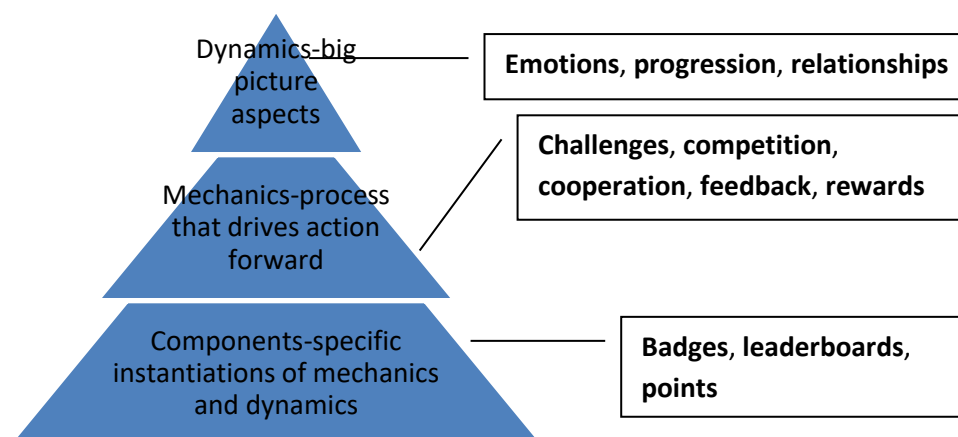 Dynamics-big
picture
aspects
Emotions, progression, relationships
Mechanics-process
that drives action
forward
Challenges, competition,
cooperation, feedback, rewards
Components-specific
instantiations of mechanics
and dynamics
Badges, leaderboards,
points